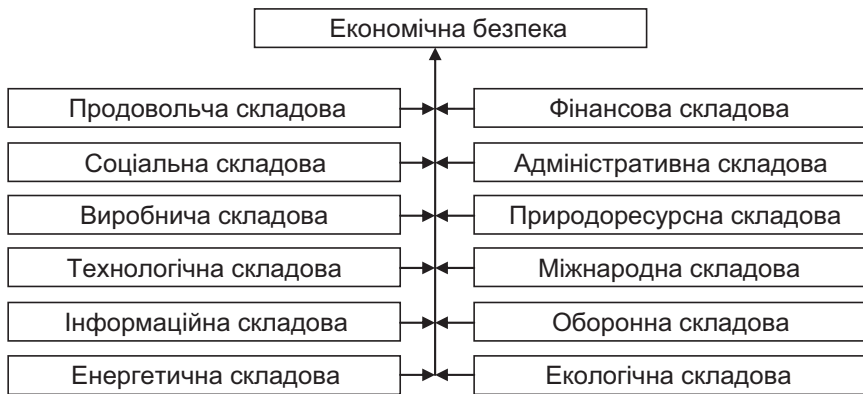 Економічна безпека
Продовольча складова
Фінансова складова
Соціальна складова
Адміністративна складова
Виробнича складова
Природоресурсна складова
Технологічна складова
Міжнародна складова
Інформаційна складова
Оборонна складова
Енергетична складова
Екологічна складова